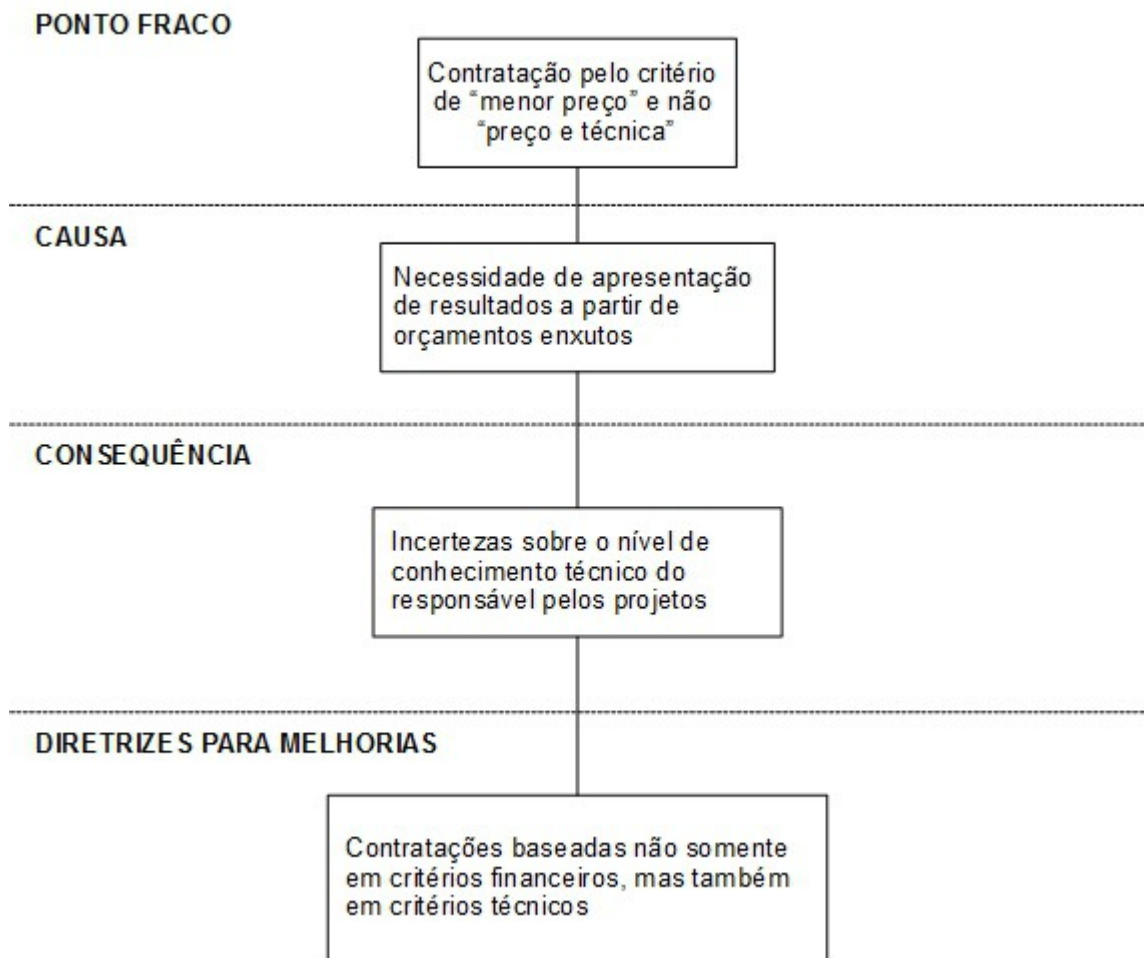 PONTO FRACO
Contratação pelo critério
de “menor preço” e não
“preço e técnica”
CAUSA
Necessidade de apresentação
de resultados a partir de
orçamentos enxutos
CONSEQUÊNCIA
Incertezas sobre o nível de
conhecimento técnico do
responsável pelos projetos
DIRETRIZES PARA MELHORIAS
Contratações baseadas não somente
em critérios financeiros, mas também
em critérios técnicos